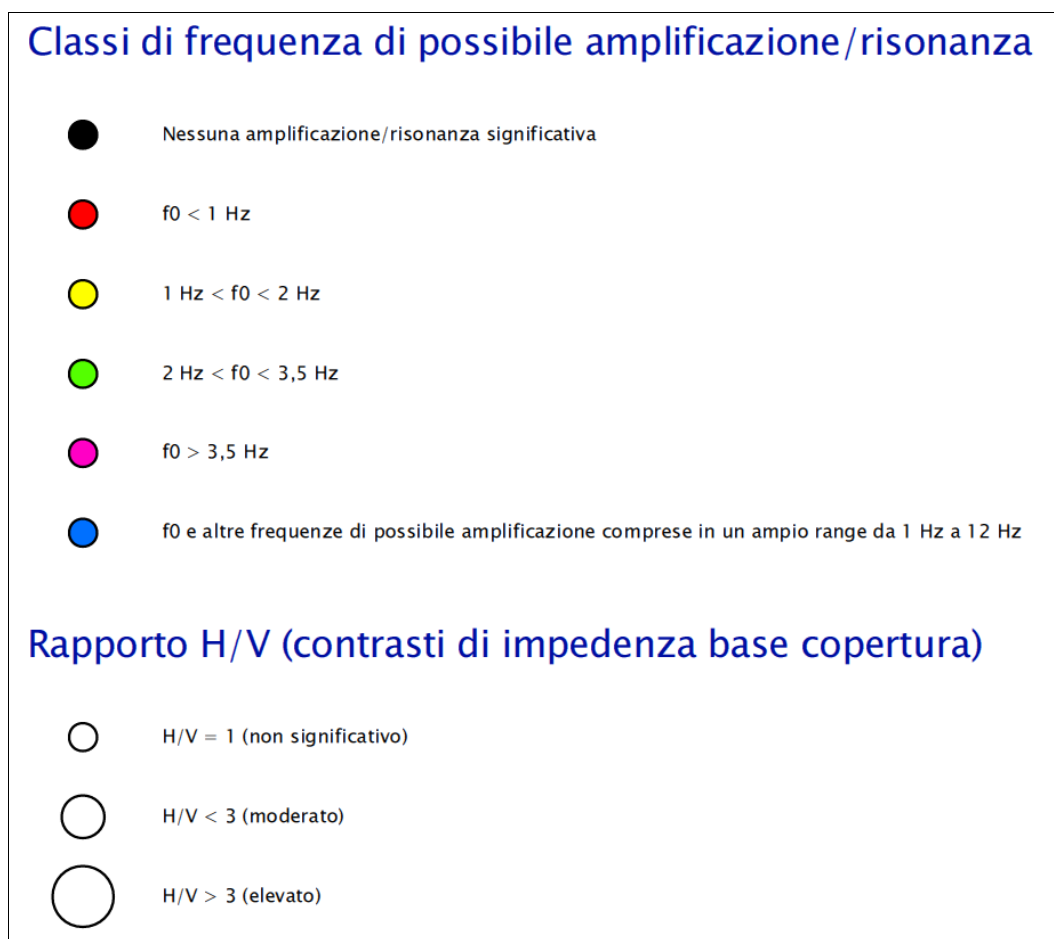 Classi di frequenza di possibile amplificazione/risonanza
Nessuna amplificazione/risonanza significativa
f0 < 1 Hz
1 Hz < f0 < 2 Hz
2 Hz < f0 < 3,5 Hz
f0 > 3,5 Hz
f0 e altre frequenze di possibile amplificazione comprese in un ampio range da 1 Hz a 12 Hz
Rapporto H/V (contrasti di impedenza base copertura)
H/V = 1 (non significativo)
H/V < 3 (moderato)
H/V > 3 (elevato)